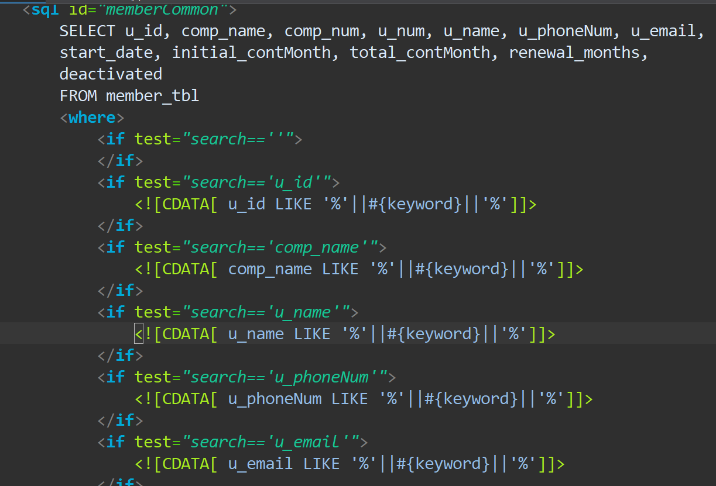 <sql id="memberCommon">
SELECT u_id, comp_name, comp_num, u_num, u_name, u_phoneNum, u_email,
start_date, initial_contMonth, total_contMonth, renewal_months,
deactivated
FROM member_tbl
<where>
<if test="search==''">
</if>
<if test="search=='u_id'">
<![CDATA[ u_id LIKE '%'||#{keyword}||'%']]>
</if>
<if test="search=='comp_name'">
<![CDATA[ comp_name LIKE '%'||#{keyword}||'%']]>
</if>
<if test="search=='u_name'">
<![CDATA[ u_name LIKE '%'||#{keyword}||'%']]>
</if>
<if test="search=='u_phoneNum'">
<![CDATA[ u_phoneNum LIKE '%'||#{keyword}||'%']]>
</if>
<if test="search=='u_email'">
<![CDATA[ u_email LIKE '%'||#{keyword}||'%']]>
</if>